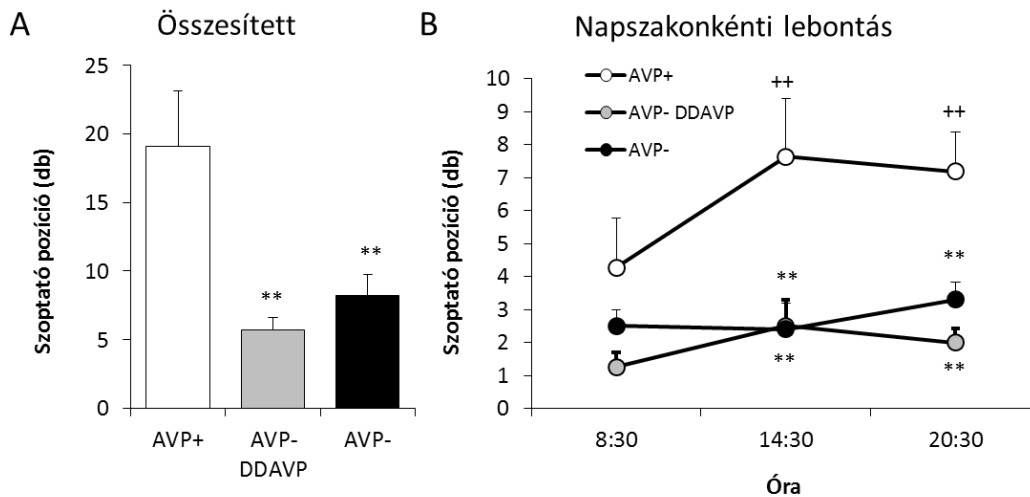 A
Összesített
Szoptató pozíció (db)
25
20
15
10
5
0
**
**
AVP+
AVP-
DDAVP
AVP-
B
Napszakonkénti lebontás
Szoptató pozíció (db)
10
9
8
7
6
5
4
3
2
1
0
AVP+
AVP- DDAVP
AVP-
++
++
**
**
**
**
8:30
14:30
20:30
Óra